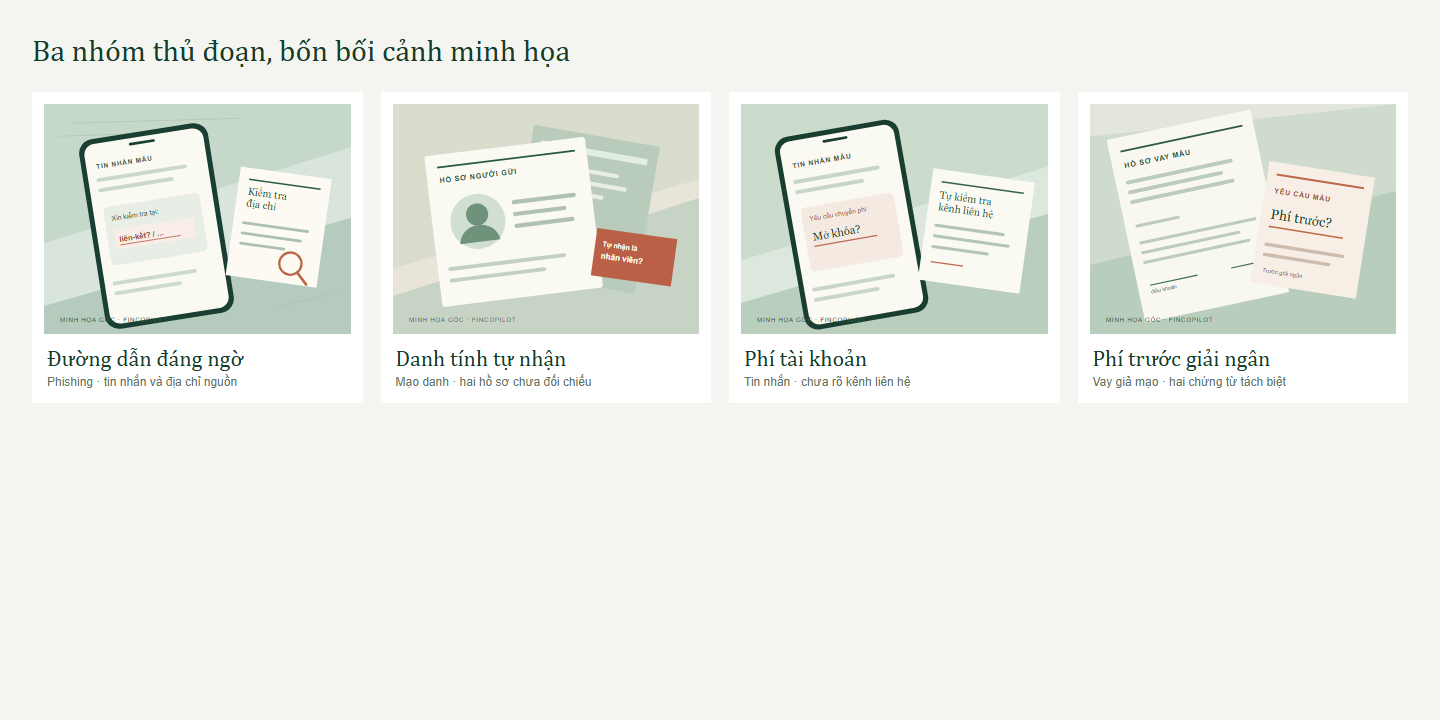 Ba nhóm thủ đoạn, bốn bối cảnh minh họa
TIN NHẮN MẪU
Xin kiểm tra tại:
liên-kết? / ...
Kiểm tra
địa chỉ
MINH HỌA GỐC · FINCOPILOT
Đường dẫn đáng ngờ
Phishing · tin nhắn và địa chỉ nguồn
HỒ SƠ NGƯỜI GỬI
Tự nhận là
nhân viên?
MINH HỌA GỐC · FINCOPILOT
Danh tính tự nhận
Mạo danh · hai hồ sơ chưa đối chiếu
TIN NHẮN MẪU
Yêu cầu chuyển phí
Mở khóa?
Tự kiểm tra
kênh liên hệ
MINH HỌA GỐC · FINCOPILOT
Phí tài khoản
Tin nhắn · chưa rõ kênh liên hệ
HỒ SƠ VAY MẪU
điều khoản
YÊU CẦU MẪU
Phí trước?
Trước giải ngân
MINH HỌA GỐC · FINCOPILOT
Phí trước giải ngân
Vay giả mạo · hai chứng từ tách biệt